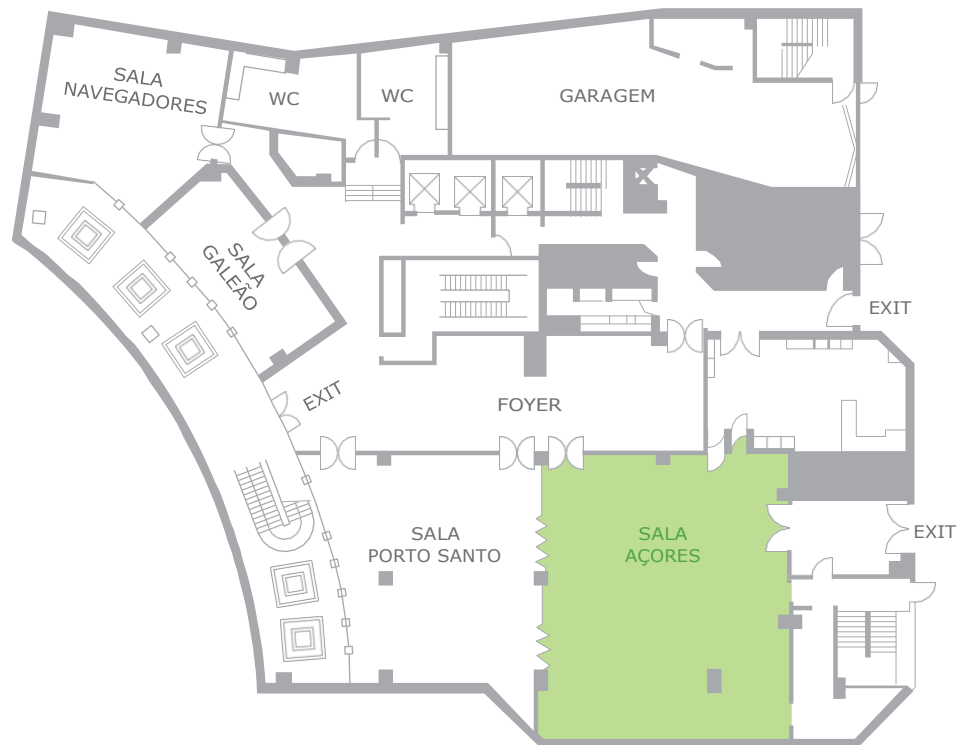 SALA
NAVEGADORES
WC
WC
GARAGEM
SALA
GALEÃO
EXIT
EXIT
FOYER
SALA
PORTO SANTO
SALA
AÇORES
EXIT